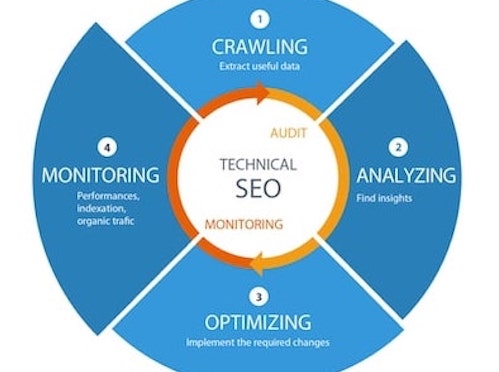 1
CRAWLING
Extract useful data
AUDIT
TECHNICAL
SEO
MONITORING
2
ANALYZING
Find insights
3
OPTIMIZING
Implement the required changes
4
MONITORING
Performances,
indexation,
organic trafic